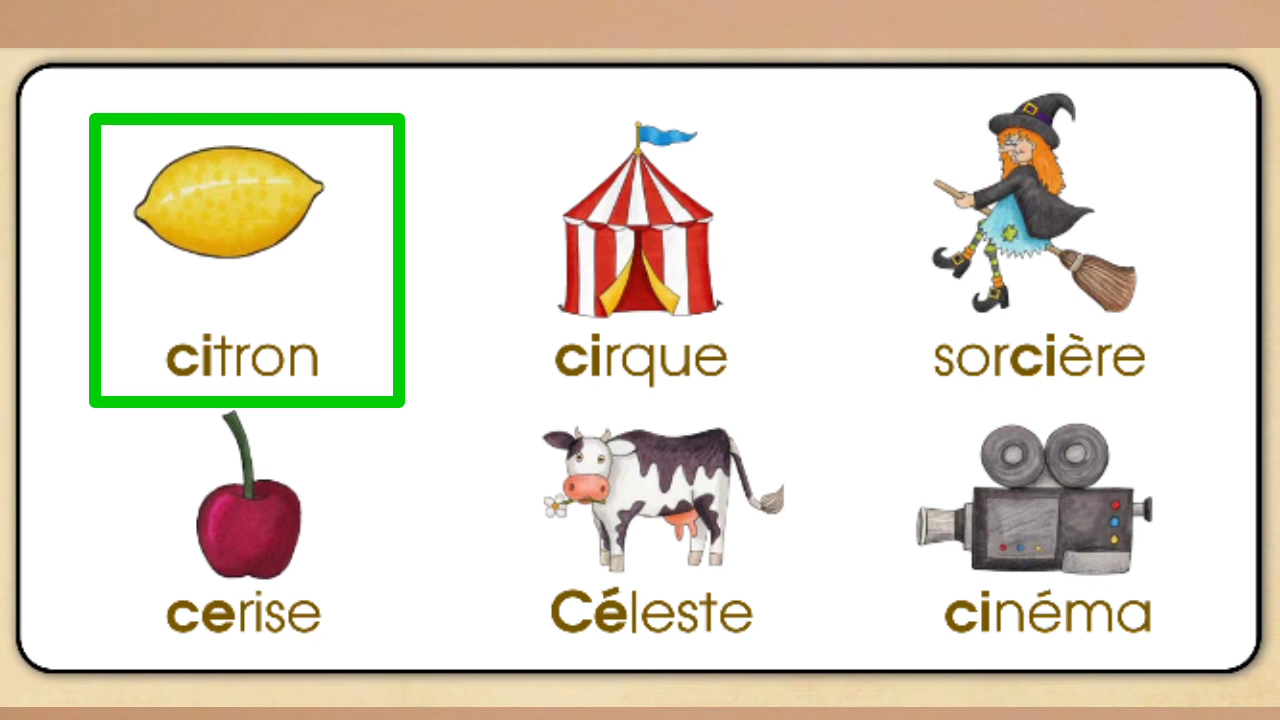 citron
cirque
sorcière
cerise
Céleste
cinéma